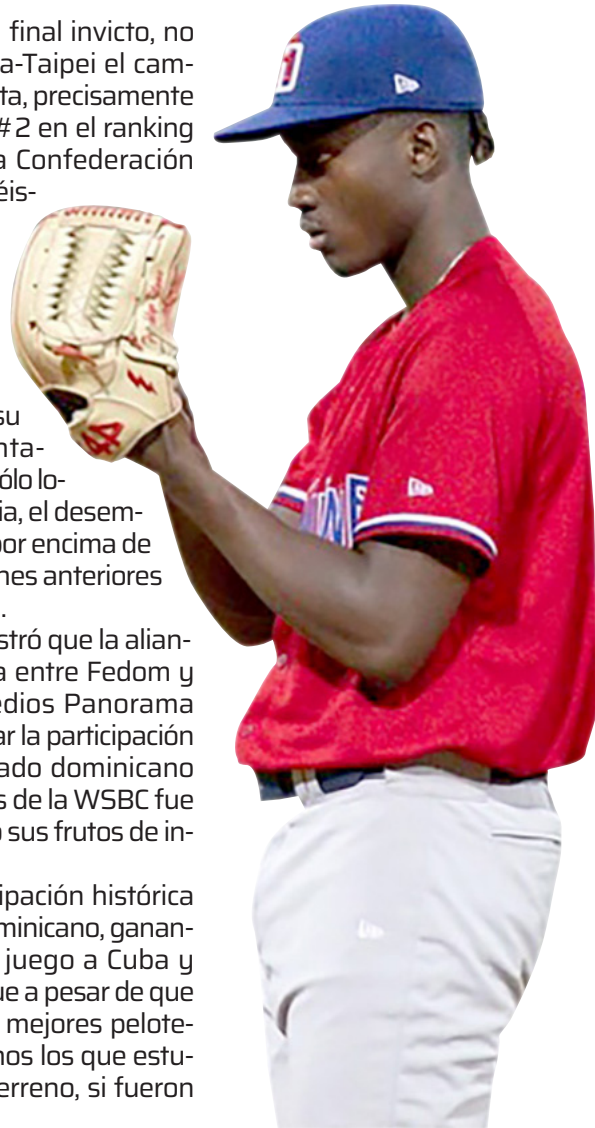 final invicto, no
a-Taipei el cam-
ta, precisamente
#2 en el ranking
a Confederación
éis-
44
su
nta-
ólo lo-
ia, el desem-
por encima de
nes anteriores
.
stró que la alian-
a entre Fedom y
edios Panorama
ar la participación
ado dominicano
s de la WSBC fue
o sus frutos de in-
ipación histórica
minicano, ganan-
juego a Cuba y
ue a pesar de que
mejores pelote-
nos los que estu-
erreno, si fueron